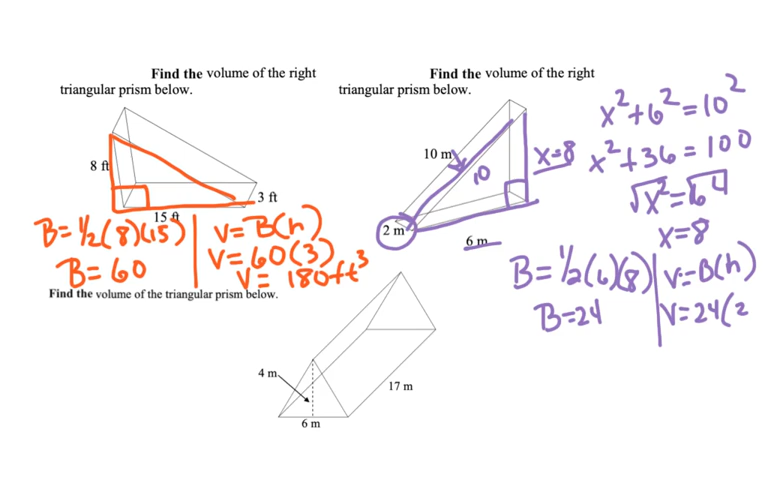 Find the volume of the right
triangular prism below.
8 ft
3 ft
15 ft
B=½(8)(15)
B=60
V=B(h)
V=60(3)
V= 180ft³
Find the volume of the right
triangular prism below.
10 m
10
x=8
2 m
6 m
x²+6²=10²
x²+36=100
√x²=√64
x=8
B=½(6)(8)
B=24
V=B(h)
V=24(2
Find the volume of the triangular prism below.
4 m
17 m
6 m